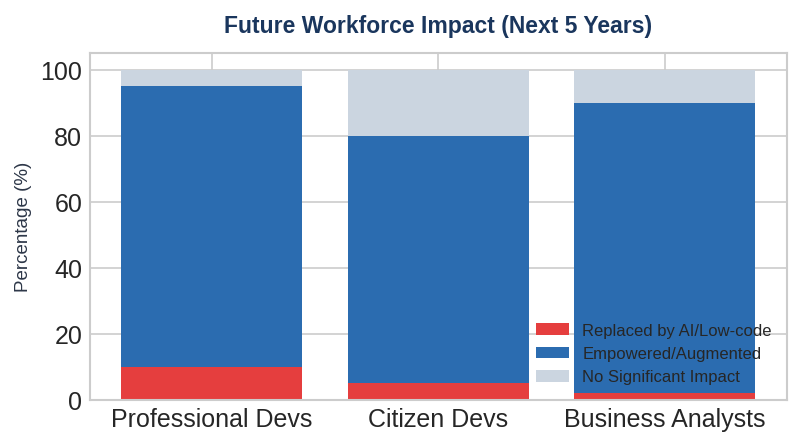 Future Workforce Impact (Next 5 Years)
Percentage (%)
100
80
60
40
20
0
Replaced by AI/Low-code
Empowered/Augmented
No Significant Impact
Professional Devs
Citizen Devs
Business Analysts